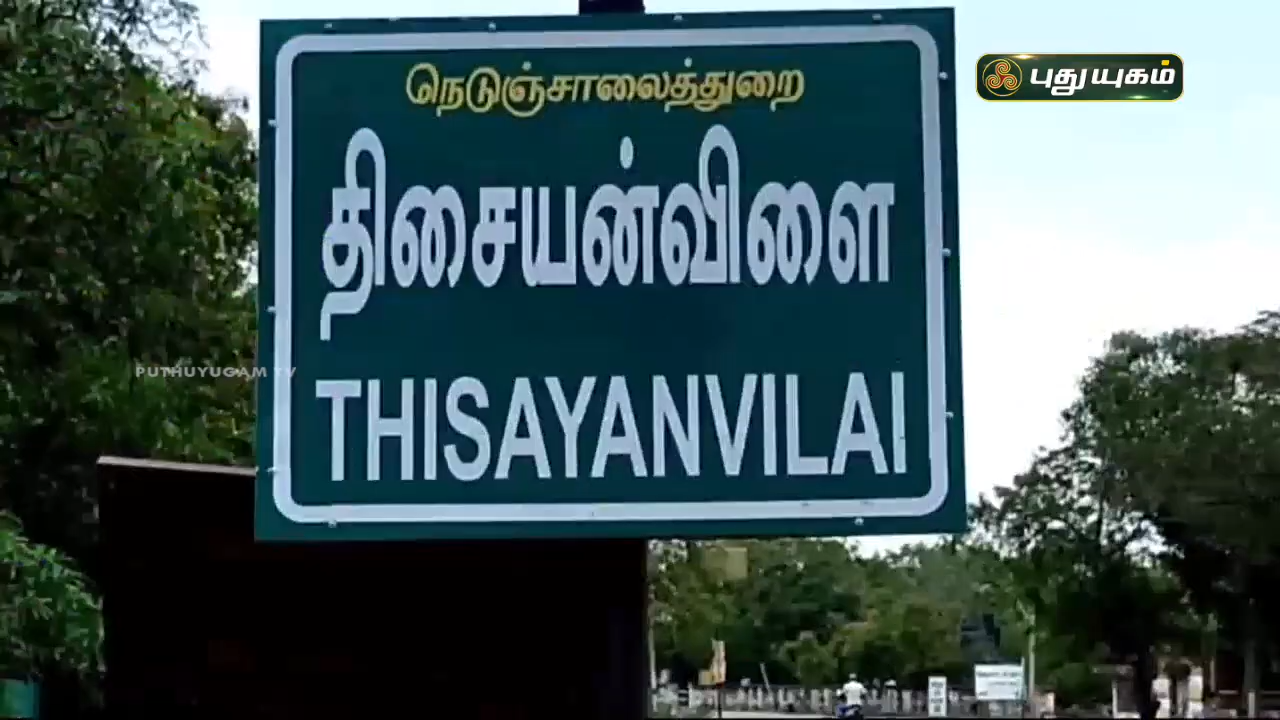 நெடுஞ்சாலைத்துறை
திசையன்விளை
THISAYANVILAI
புதுயுகம்
PUTHUYUGAM TV